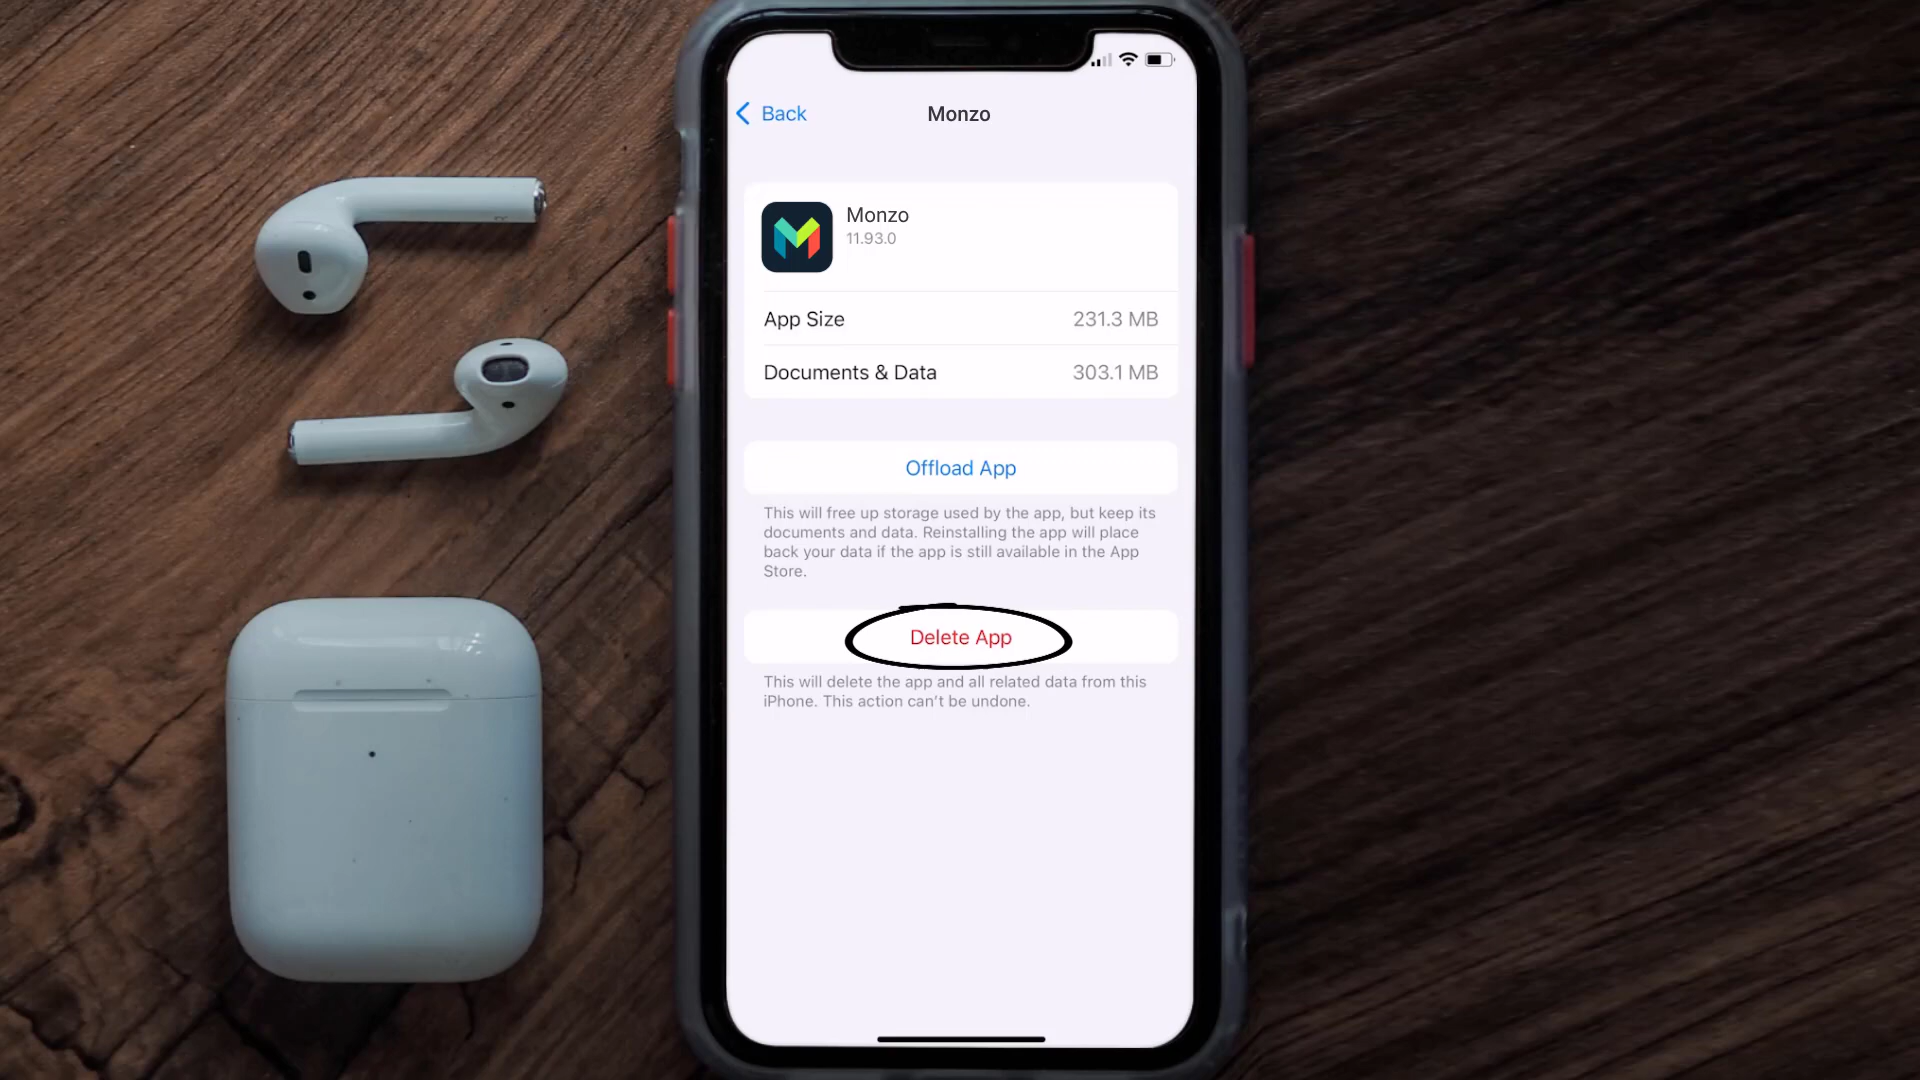 Back
Monzo
Monzo
11.93.0
App Size
231.3 MB
Documents & Data
303.1 MB
Offload App
This will free up storage used by the app, but keep its
documents and data. Reinstalling the app will place
back your data if the app is still available in the App
Store.
Delete App
This will delete the app and all related data from this
iPhone. This action can't be undone.